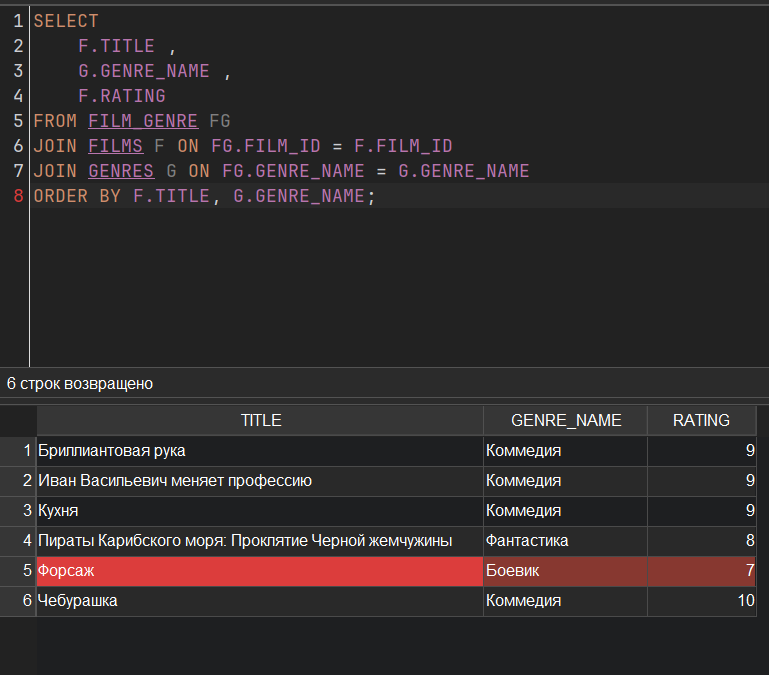 1 SELECT
2 F.TITLE ,
3 G.GENRE_NAME ,
4 F.RATING
5 FROM FILM_GENRE FG
6 JOIN FILMS F ON FG.FILM_ID = F.FILM_ID
7 JOIN GENRES G ON FG.GENRE_NAME = G.GENRE_NAME
8 ORDER BY F.TITLE, G.GENRE_NAME;
6 строк возвращено
TITLE GENRE_NAME RATING
1 Бриллиантовая рука Коммедия 9
2 Иван Васильевич меняет профессию Коммедия 9
3 Кухня Коммедия 9
4 Пираты Карибского моря: Проклятие Черной жемчужины Фантастика 8
5 Форсаж Боевик 7
6 Чебурашка Коммедия 10